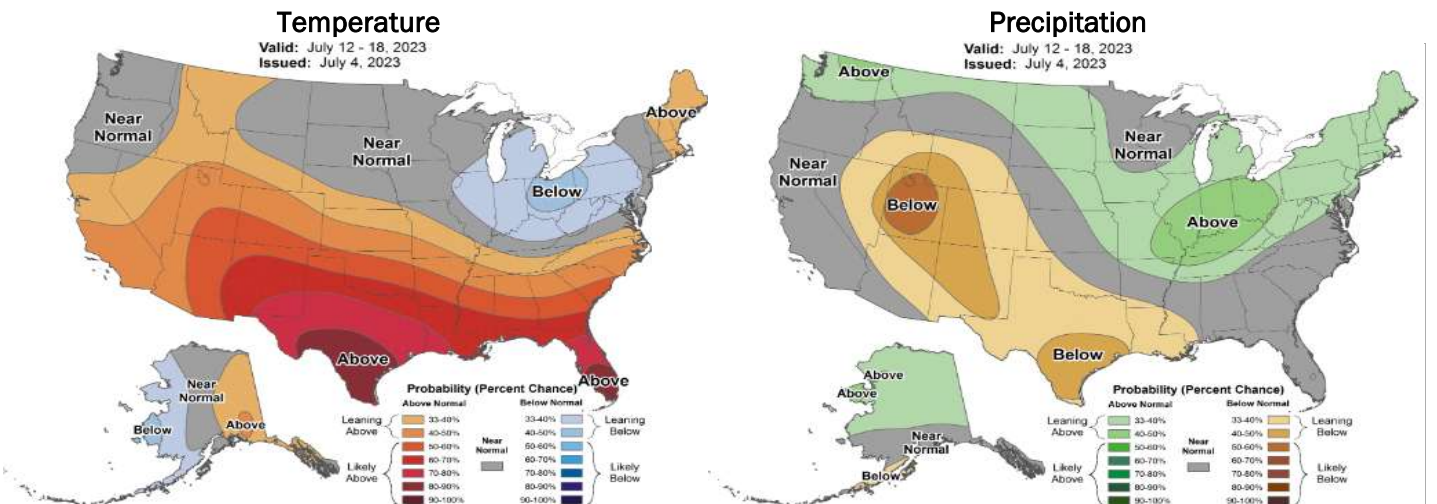 Temperature
Valid: July 12 - 18, 2023
Issued: July 4, 2023
Near
Normal
Near
Normal
Above
Below
Above
Above
Near
Normal
Below
Above
Probability (Percent Chance)
Above Normal
Below Normal
Leaning
Above
Likely
Above
33-40%
40-50%
50-60%
60-70%
70-80%
80-90%
90-100%
Near
Normal
33-40%
40-50%
50-60%
60-70%
70-80%
80-90%
90-100%
Leaning
Below
Likely
Below
Precipitation
Valid: July 12 - 18, 2023
Issued: July 4, 2023
Above
Near
Normal
Near
Normal
Below
Above
Below
Above
Above
Near
Normal
Below
Probability (Percent Chance)
Above Normal
Below Normal
Leaning
Above
Likely
Above
33-40%
40-50%
50-60%
60-70%
70-80%
80-90%
90-100%
Near
Normal
33-40%
40-50%
50-60%
60-70%
70-80%
80-90%
90-100%
Leaning
Below
Likely
Below